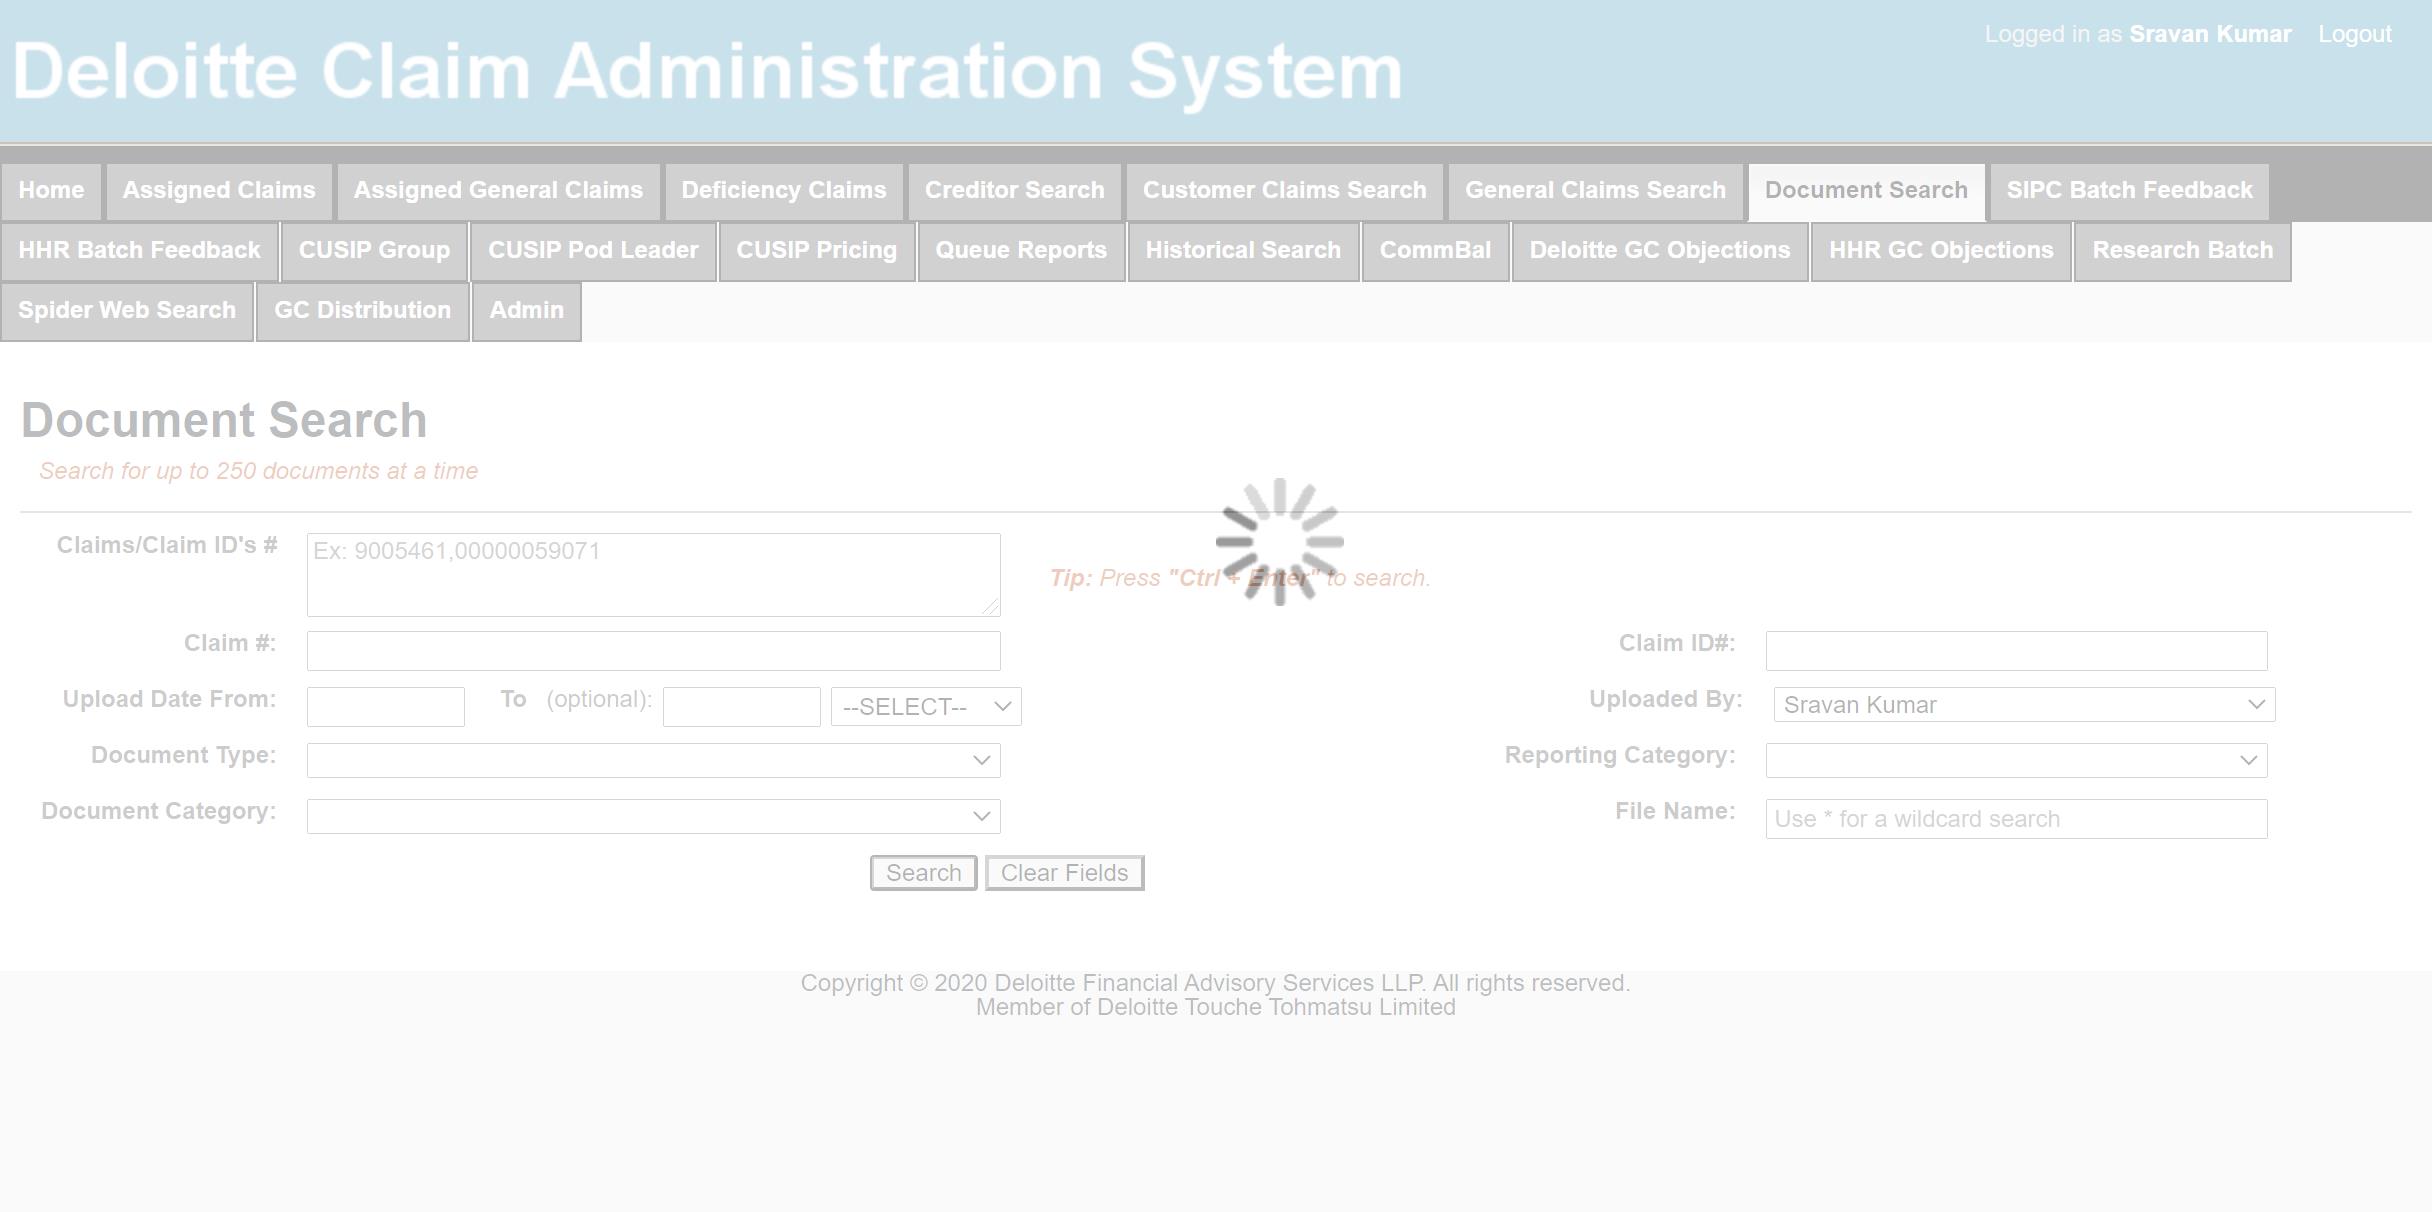 Deloitte Claim Administration System
Logged in as Sravan Kumar Logout
Home Assigned Claims Assigned General Claims Deficiency Claims Creditor Search Customer Claims Search General Claims Search Document Search SIPC Batch Feedback
HHR Batch Feedback CUSIP Group CUSIP Pod Leader CUSIP Pricing Queue Reports Historical Search CommBal Deloitte GC Objections HHR GC Objections Research Batch
Spider Web Search GC Distribution Admin
Document Search
Search for up to 250 documents at a time
Claims/Claim ID's # Ex: 9005461,00000059071
Tip: Press "Ctrl + Enter" to search.
Claim #: Claim ID#:
Upload Date From: To (optional): --SELECT-- Uploaded By: Sravan Kumar
Document Type: Reporting Category:
Document Category: File Name: Use * for a wildcard search
Search Clear Fields
Copyright © 2020 Deloitte Financial Advisory Services LLP. All rights reserved.
Member of Deloitte Touche Tohmatsu Limited